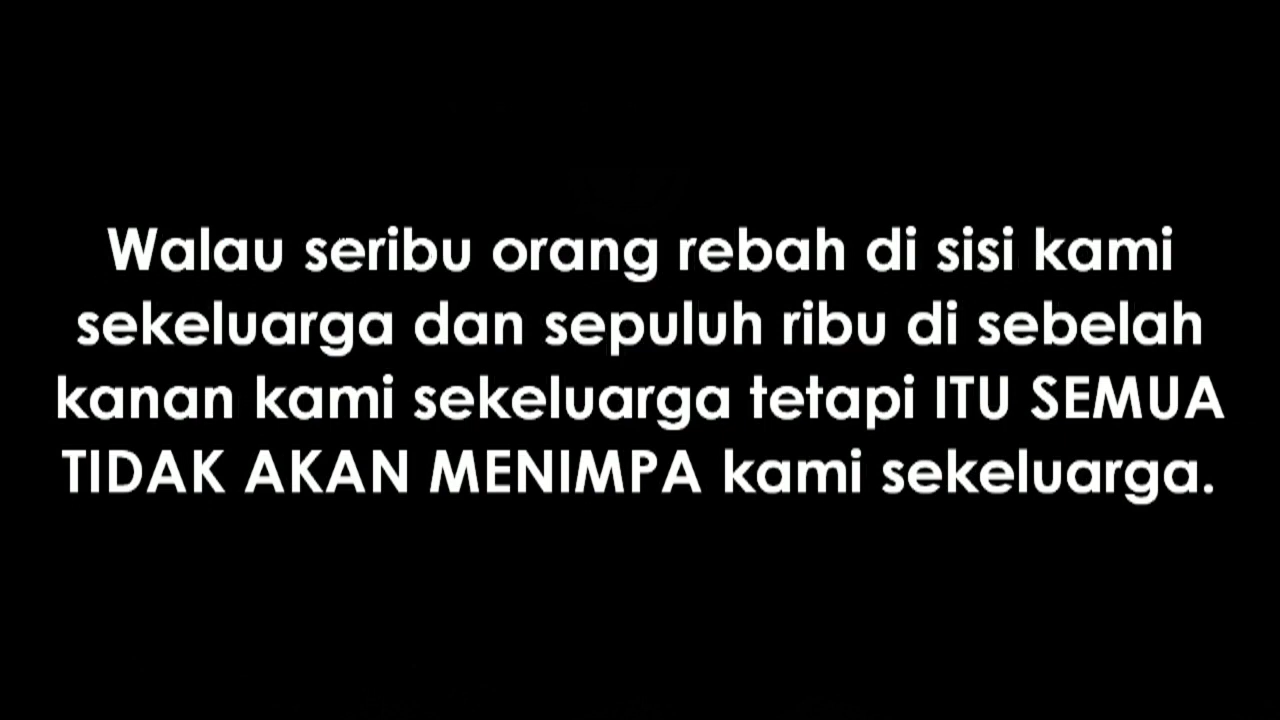 Walau seribu orang rebah di sisi kami
sekeluarga dan sepuluh ribu di sebelah
kanan kami sekeluarga tetapi ITU SEMUA
TIDAK AKAN MENIMPA kami sekeluarga.